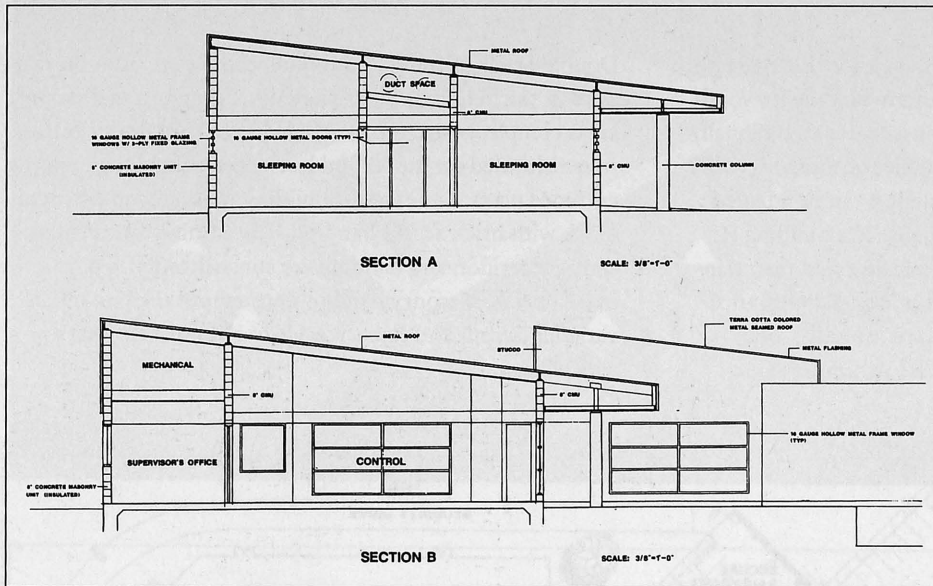 METAL ROOF
DUCT SPACE
6" CMU
16 GAUGE HOLLOW METAL FRAME
WINDOWS W/ 3-PLY FIXED GLAZING
16 GAUGE HOLLOW METAL DOORS (TYP)
8" CONCRETE MASONRY UNIT
(INSULATED)
SLEEPING ROOM
SLEEPING ROOM
8" CMU
CONCRETE COLUMN
SECTION A
SCALE: 3/8"=1'-0"
TERRA COTTA COLORED
METAL SEAMED ROOF
METAL ROOF
STUCCO
METAL FLASHING
MECHANICAL
8" CMU
8" CMU
16 GAUGE HOLLOW METAL FRAME WINDOW
(TYP)
SUPERVISOR'S OFFICE
CONTROL
8" CONCRETE MASONRY
UNIT (INSULATED)
SECTION B
SCALE: 3/8"=1'-0"